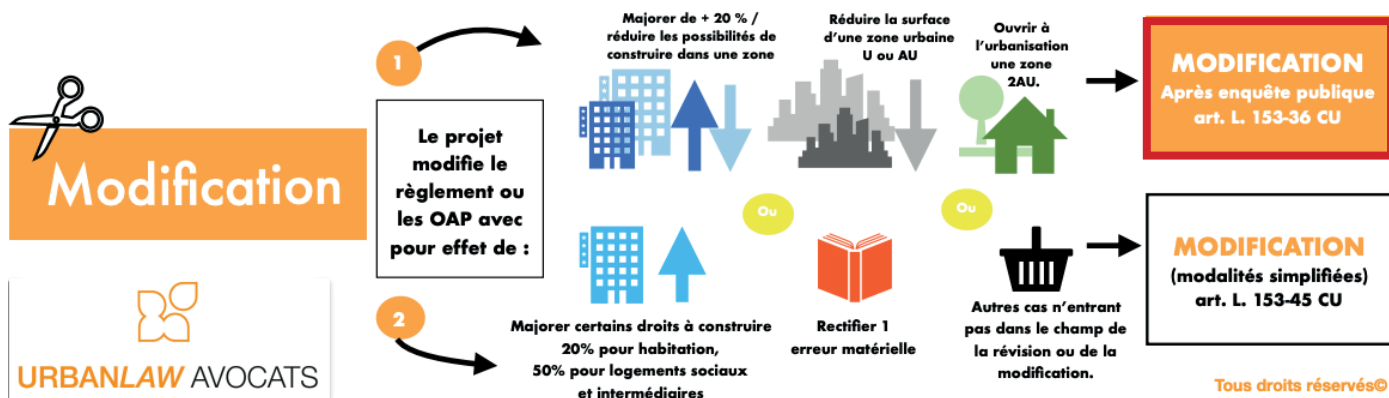 Modification
URBANLAW AVOCATS
1
Le projet
modifie le
règlement ou
les OAP avec
pour effet de :
2
Majorer de + 20 % /
réduire les possibilités de
construire dans une zone
Réduire la surface
d'une zone urbaine
U ou AU
Ouvrir à
l'urbanisation
une zone
2AU.
MODIFICATION
Après enquête publique
art. L. 153-36 CU
Ou
Ou
Majorer certains droits à construire
20% pour habitation,
50% pour logements sociaux
et intermédiaires
Rectifier 1
erreur matérielle
Autres cas n'entrant
pas dans le champ de
la révision ou de la
modification.
MODIFICATION
(modalités simplifiées)
art. L. 153-45 CU
Tous droits réservés©